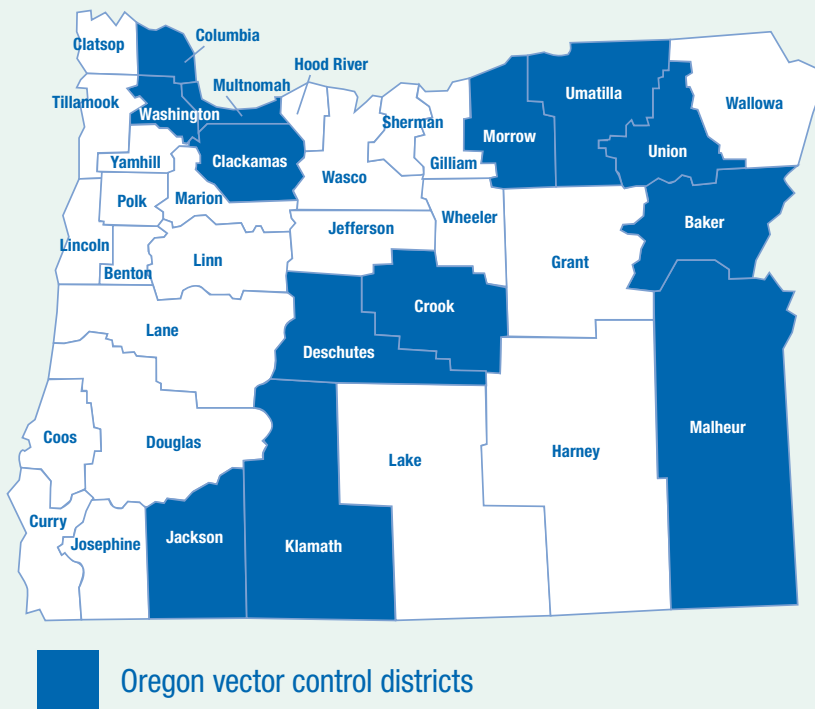 Clatsop
Columbia
Hood River
Multnomah
Tillamook
Washington
Sherman
Umatilla
Wallowa
Morrow
Union
Yamhill
Clackamas
Gilliam
Wasco
Polk
Marion
Wheeler
Baker
Jefferson
Lincoln
Benton
Linn
Grant
Crook
Lane
Deschutes
Malheur
Coos
Douglas
Harney
Lake
Curry
Jackson
Josephine
Klamath
Oregon vector control districts